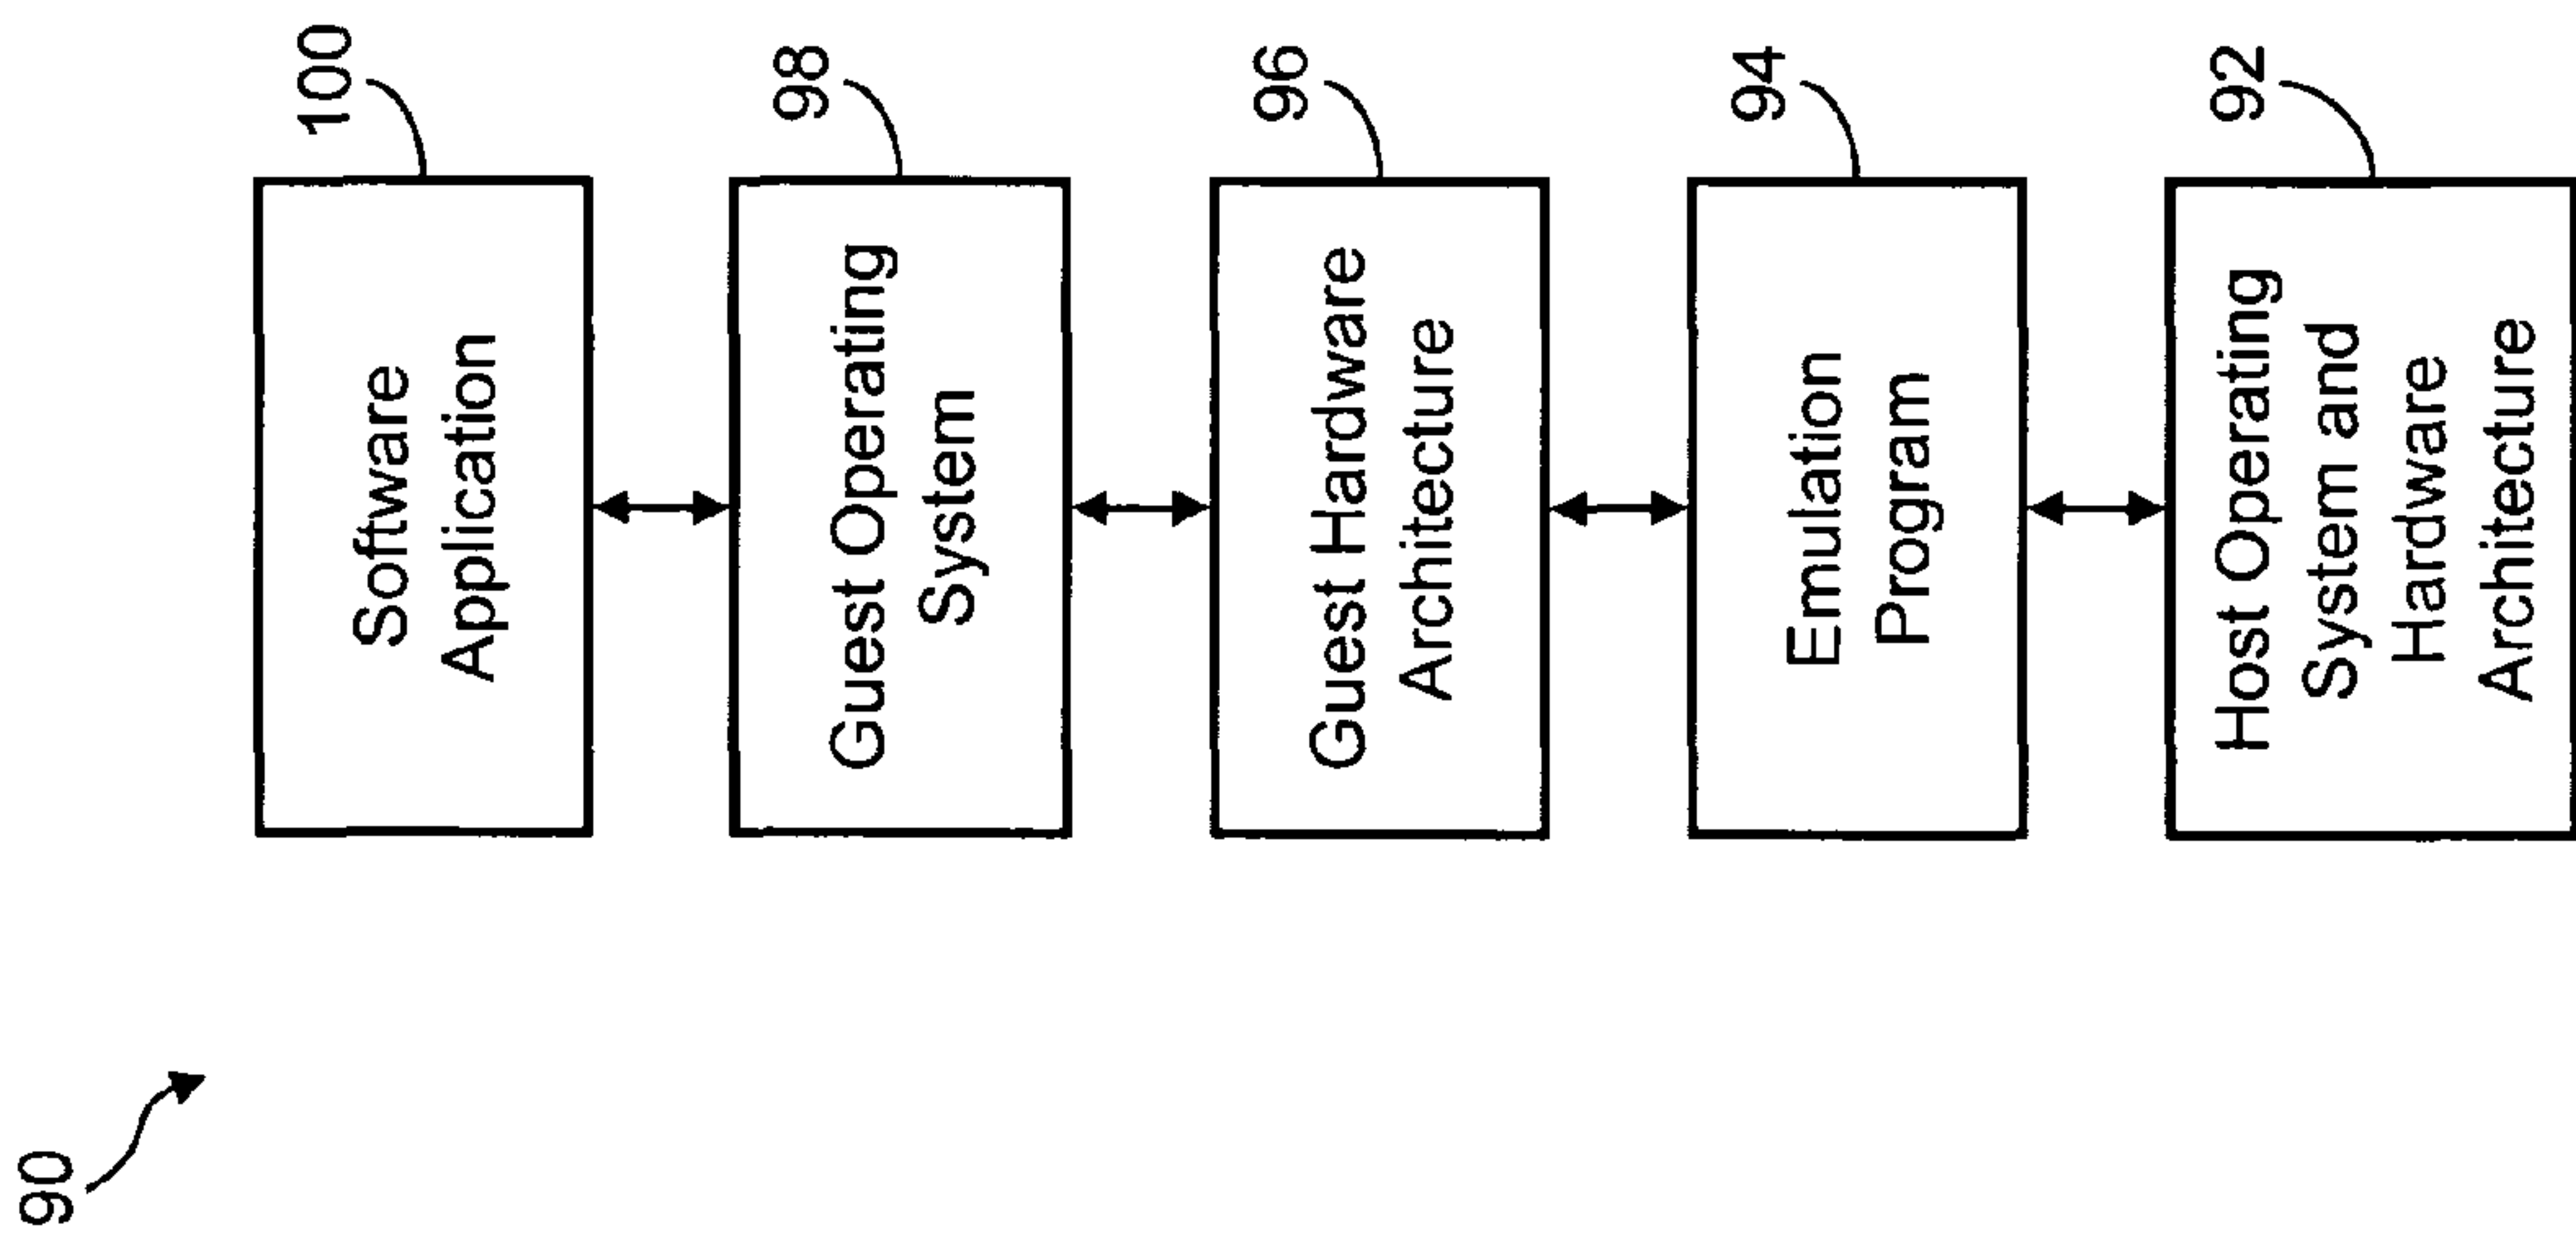 90
100
Software
Application
98
Guest Operating
System
96
Guest Hardware
Architecture
94
Emulation
Program
92
Host Operating
System and
Hardware
Architecture